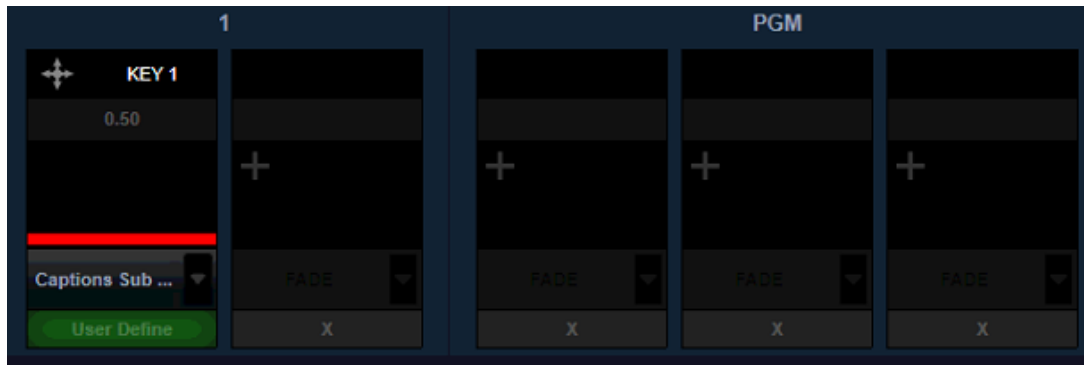 1
PGM
KEY 1
0.50
Captions Sub ...
FADE
FADE
FADE
FADE
User Define
X
X
X
X